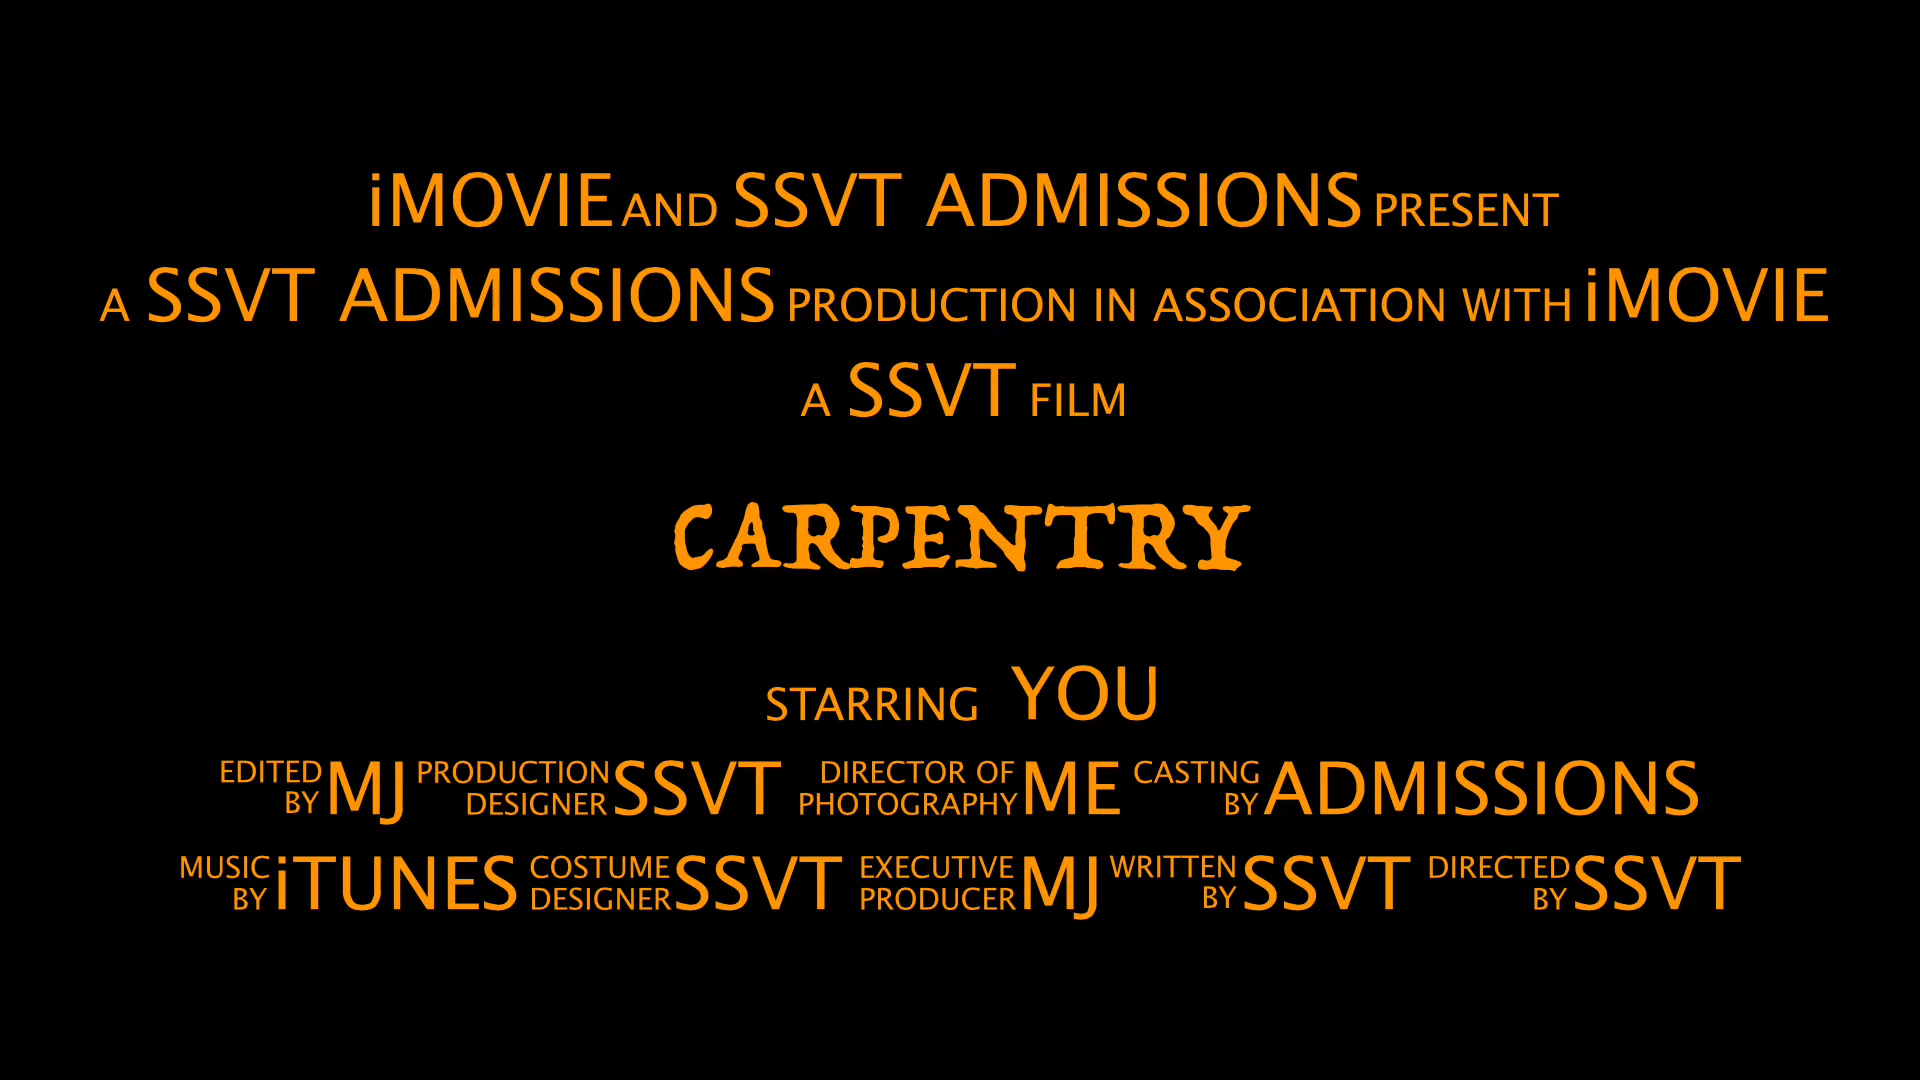 iMOVIE AND SSVT ADMISSIONS PRESENT
A SSVT ADMISSIONS PRODUCTION IN ASSOCIATION WITH iMOVIE
A SSVT FILM
CARPENTRY
STARRING YOU
EDITED BY MJ PRODUCTION DESIGNER SSVT DIRECTOR OF PHOTOGRAPHY ME CASTING BY ADMISSIONS
MUSIC BY iTUNES COSTUME DESIGNER SSVT EXECUTIVE PRODUCER MJ WRITTEN BY SSVT DIRECTED BY SSVT